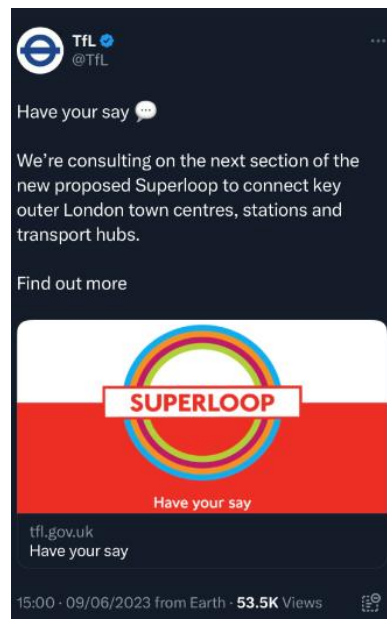 TfL
@TfL
Have your say 💬
We’re consulting on the next section of the
new proposed Superloop to connect key
outer London town centres, stations and
transport hubs.
Find out more
SUPERLOOP
Have your say
tfl.gov.uk
Have your say
15:00 · 09/06/2023 from Earth · 53.5K Views